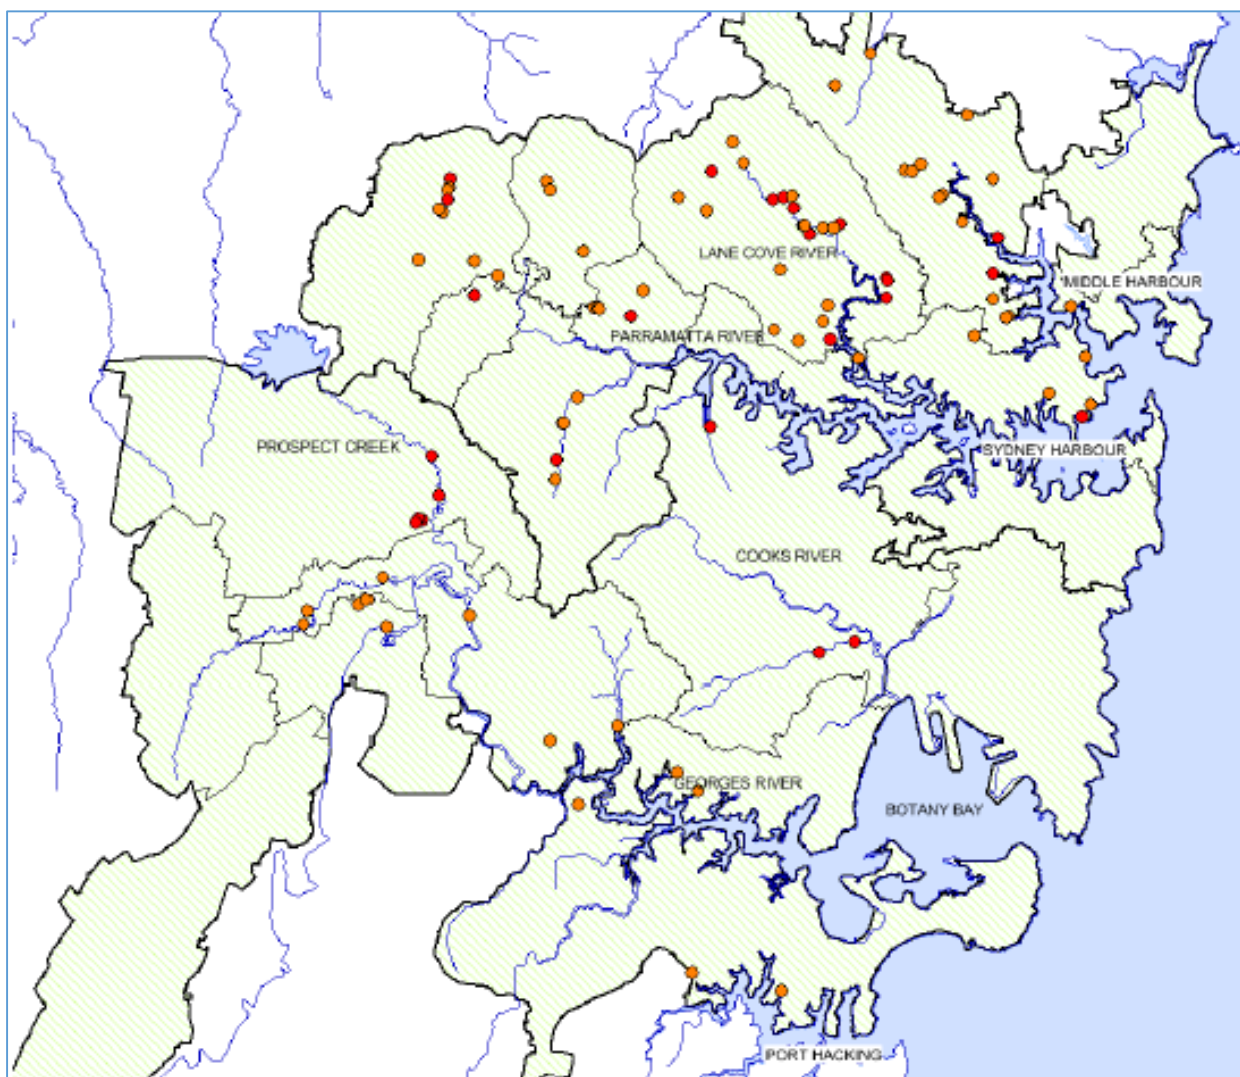 LANE COVE RIVER
MIDDLE HARBOUR
PARRAMATTA RIVER
PROSPECT CREEK
SYDNEY HARBOUR
COOKS RIVER
GEORGES RIVER
BOTANY BAY
PORT HACKING